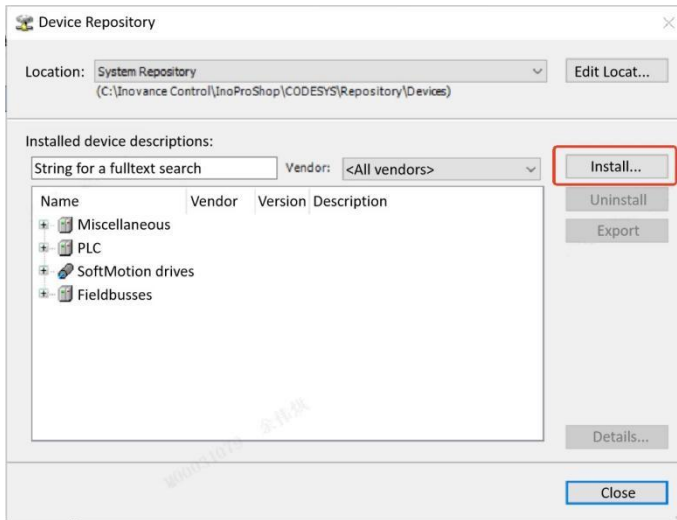 Device Repository
Location: System Repository Edit Locat...
(C:\Inovance Control\InoProShop\CODESYS\Repository\Devices)
Installed device descriptions:
String for a fulltext search Vendor: <All vendors> Install...
Name Vendor Version Description Uninstall
Miscellaneous
PLC Export
SoftMotion drives
Fieldbusses
Details...
Close